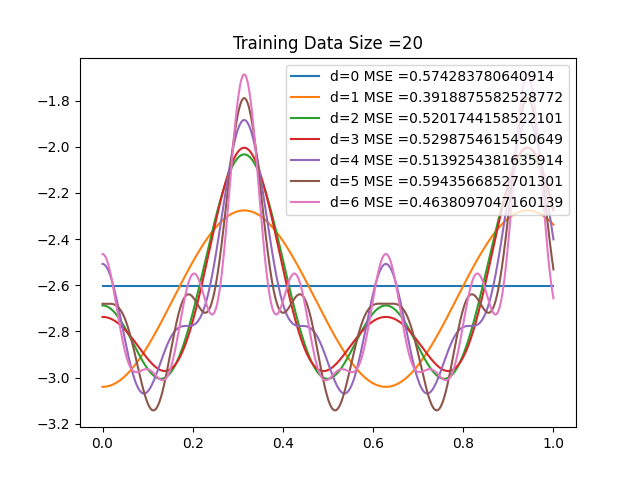 Training Data Size =20
d=0 MSE =0.574283780640914
d=1 MSE =0.3918875582528772
d=2 MSE =0.5201744158522101
d=3 MSE =0.5298754615450649
d=4 MSE =0.5139254381635914
d=5 MSE =0.5943566852701301
d=6 MSE =0.4638097047160139
−1.8
−2.0
−2.2
−2.4
−2.6
−2.8
−3.0
−3.2
0.0 0.2 0.4 0.6 0.8 1.0